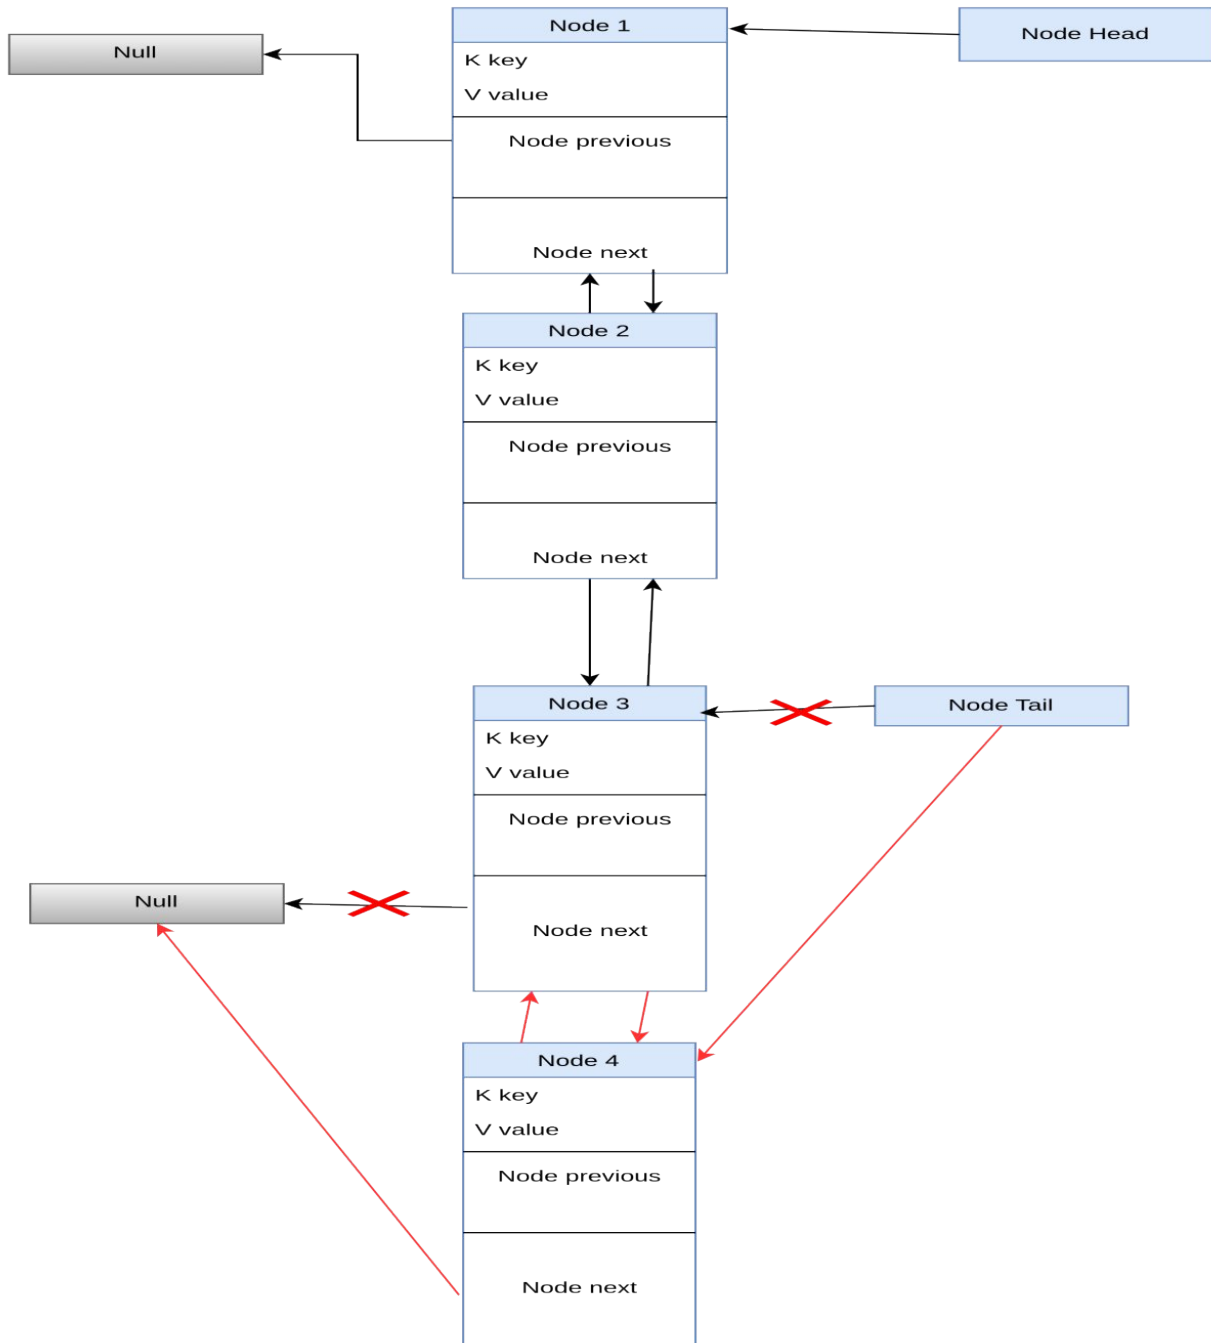 Node 1
Node Head
Null
K key
V value
Node previous
Node next
Node 2
K key
V value
Node previous
Node next
Node 3
Node Tail
K key
V value
Node previous
Null
Node next
Node 4
K key
V value
Node previous
Node next